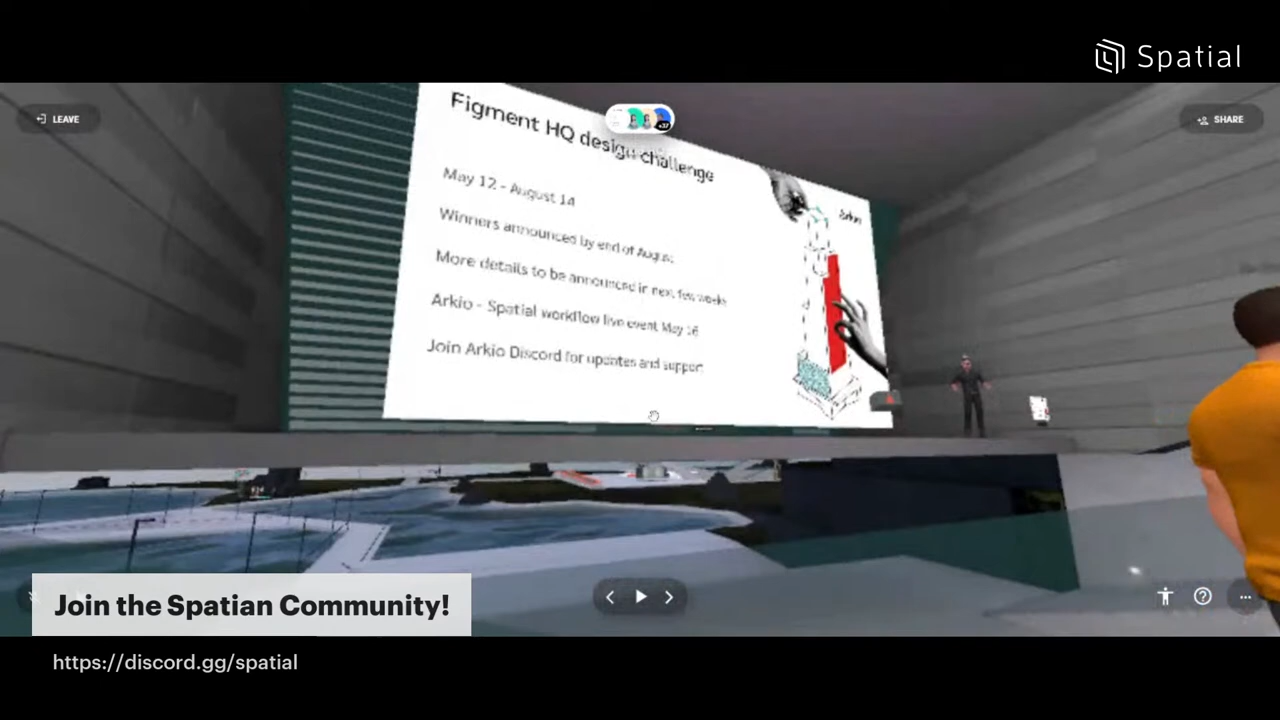 Spatial
LEAVE
+37
SHARE
Figment HQ design challenge
Arkio
May 12 - August 14
Winners announced by end of August
More details to be announced in next few weeks
Arkio - Spatial workflow live event May 16
Join Arkio Discord for updates and support
Join the Spatian Community!
https://discord.gg/spatial